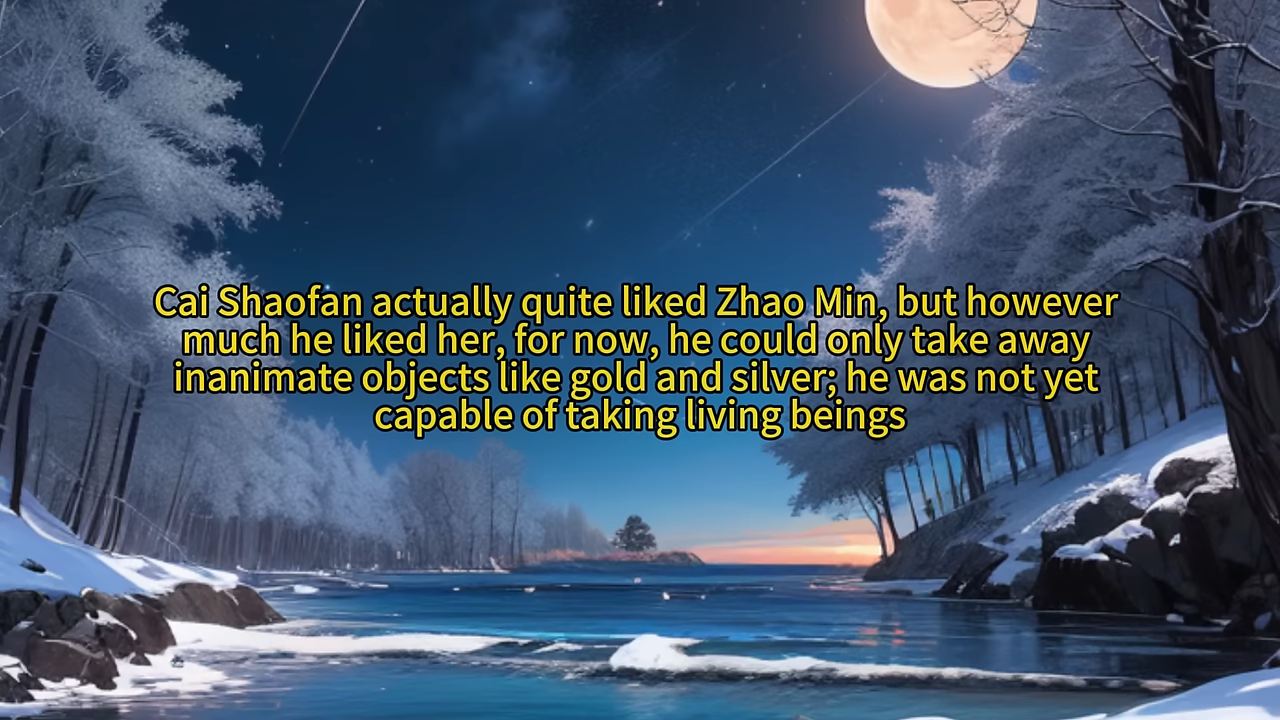 Cai Shaofan actually quite liked Zhao Min, but however
much he liked her, for now, he could only take away
inanimate objects like gold and silver; he was not yet
capable of taking living beings